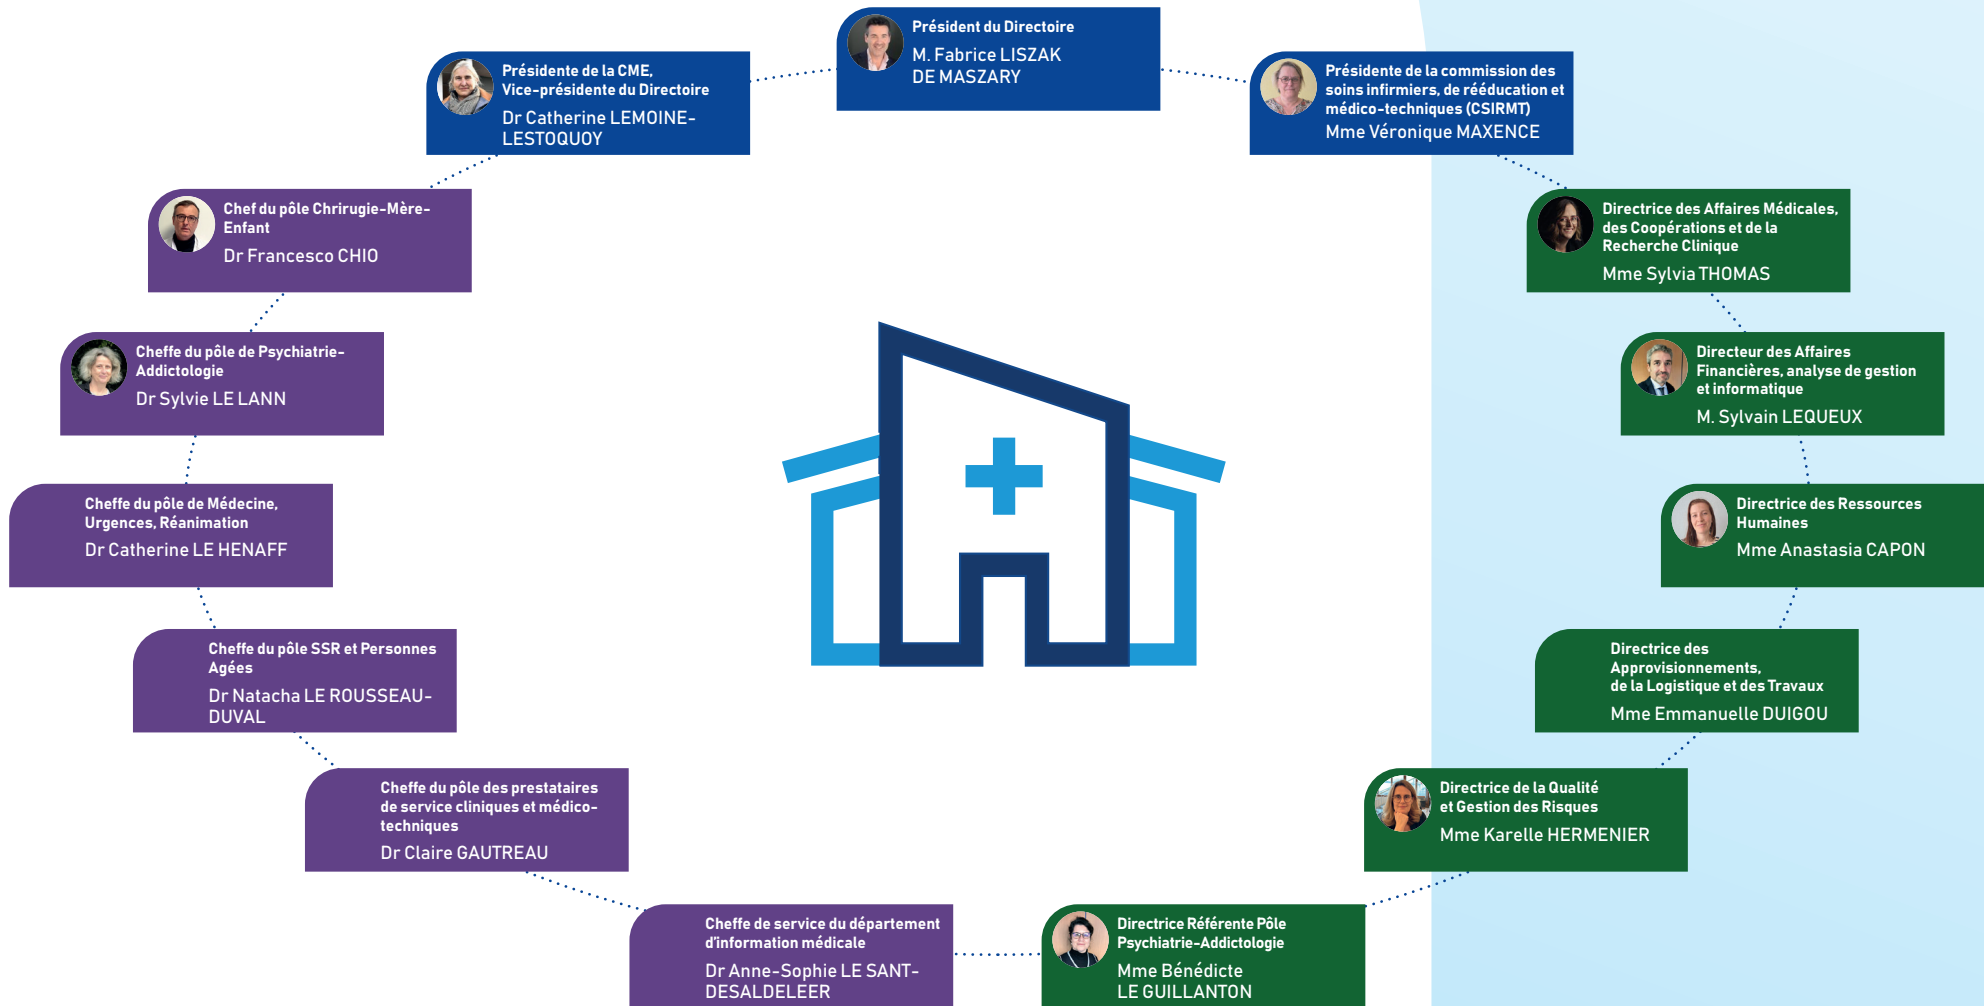 Président du Directoire
M. Fabrice LISZAK
DE MASZARY
Présidente de la CME,
Vice-présidente du Directoire
Dr Catherine LEMOINE-
LESTOQUOY
Présidente de la commission des
soins infirmiers, de rééducation et
médico-techniques (CSIRMT)
Mme Véronique MAXENCE
Chef du pôle Chrirugie-Mère-
Enfant
Dr Francesco CHIO
Directrice des Affaires Médicales,
des Coopérations et de la
Recherche Clinique
Mme Sylvia THOMAS
Cheffe du pôle de Psychiatrie-
Addictologie
Dr Sylvie LE LANN
Directeur des Affaires
Financières, analyse de gestion
et informatique
M. Sylvain LEQUEUX
Cheffe du pôle de Médecine,
Urgences, Réanimation
Dr Catherine LE HENAFF
Directrice des Ressources
Humaines
Mme Anastasia CAPON
Cheffe du pôle SSR et Personnes
Agées
Dr Natacha LE ROUSSEAU-
DUVAL
Directrice des
Approvisionnements,
de la Logistique et des Travaux
Mme Emmanuelle DUIGOU
Cheffe du pôle des prestataires
de service cliniques et médico-
techniques
Dr Claire GAUTREAU
Directrice de la Qualité
et Gestion des Risques
Mme Karelle HERMENIER
Cheffe de service du département
d'information médicale
Dr Anne-Sophie LE SANT-
DESALDELEER
Directrice Référente Pôle
Psychiatrie-Addictologie
Mme Bénédicte
LE GUILLANTON